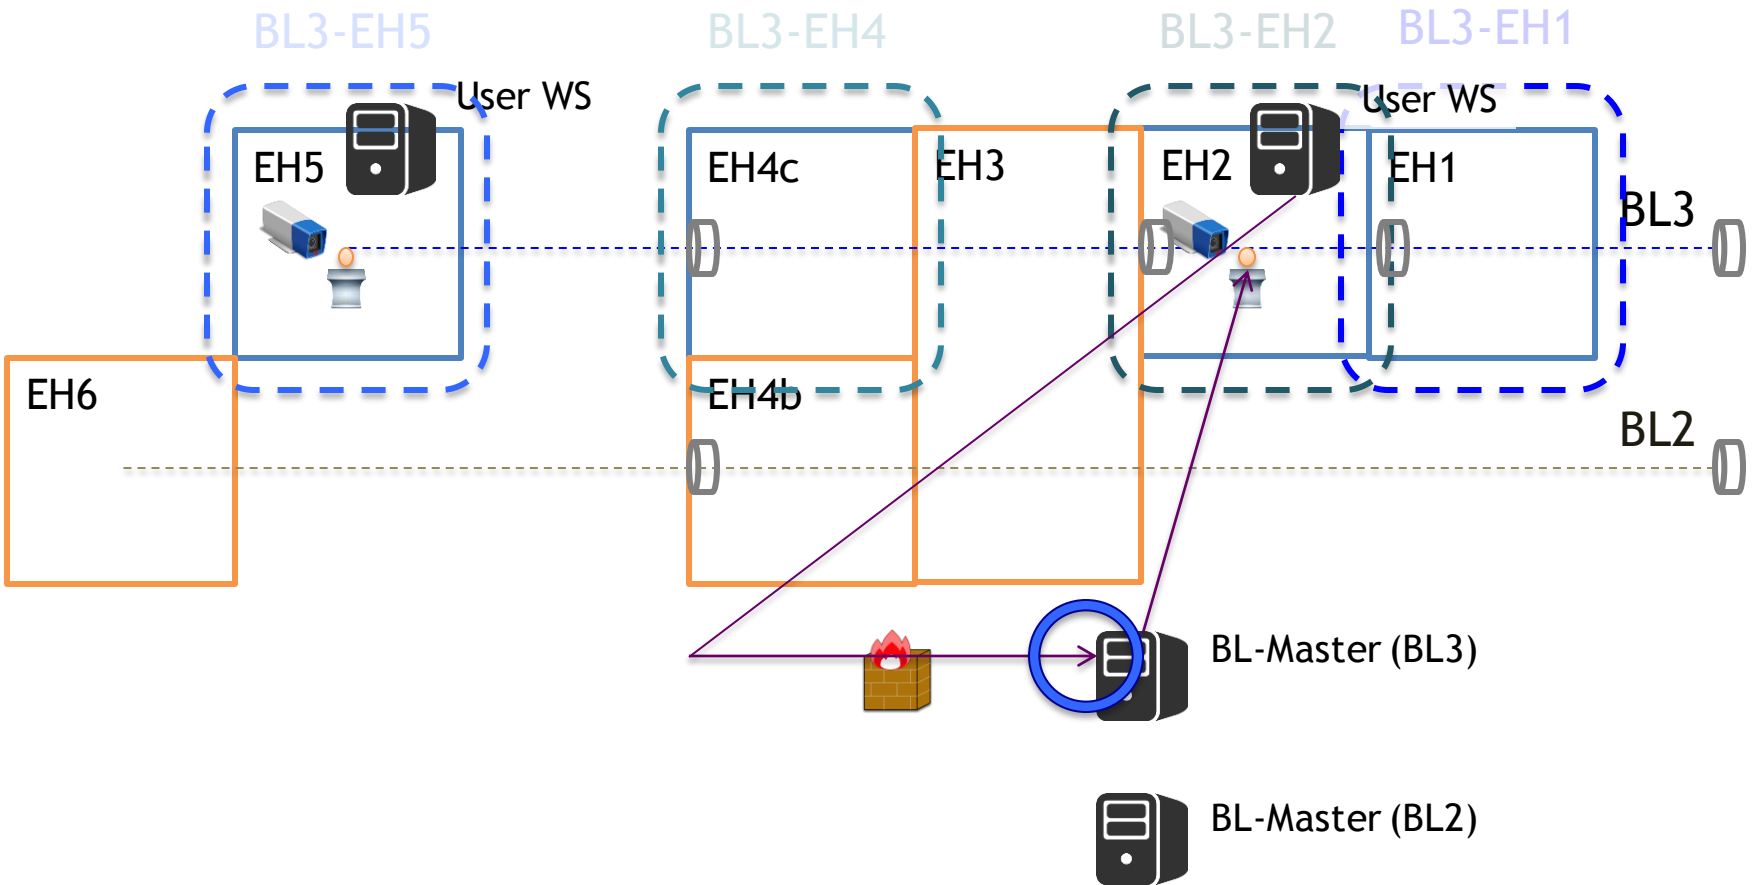 BL3-EH5
BL3-EH4
BL3-EH2
BL3-EH1
User WS
User WS
EH5
EH4c
EH3
EH2
EH1
BL3
EH6
EH4b
BL2
BL-Master (BL3)
BL-Master (BL2)